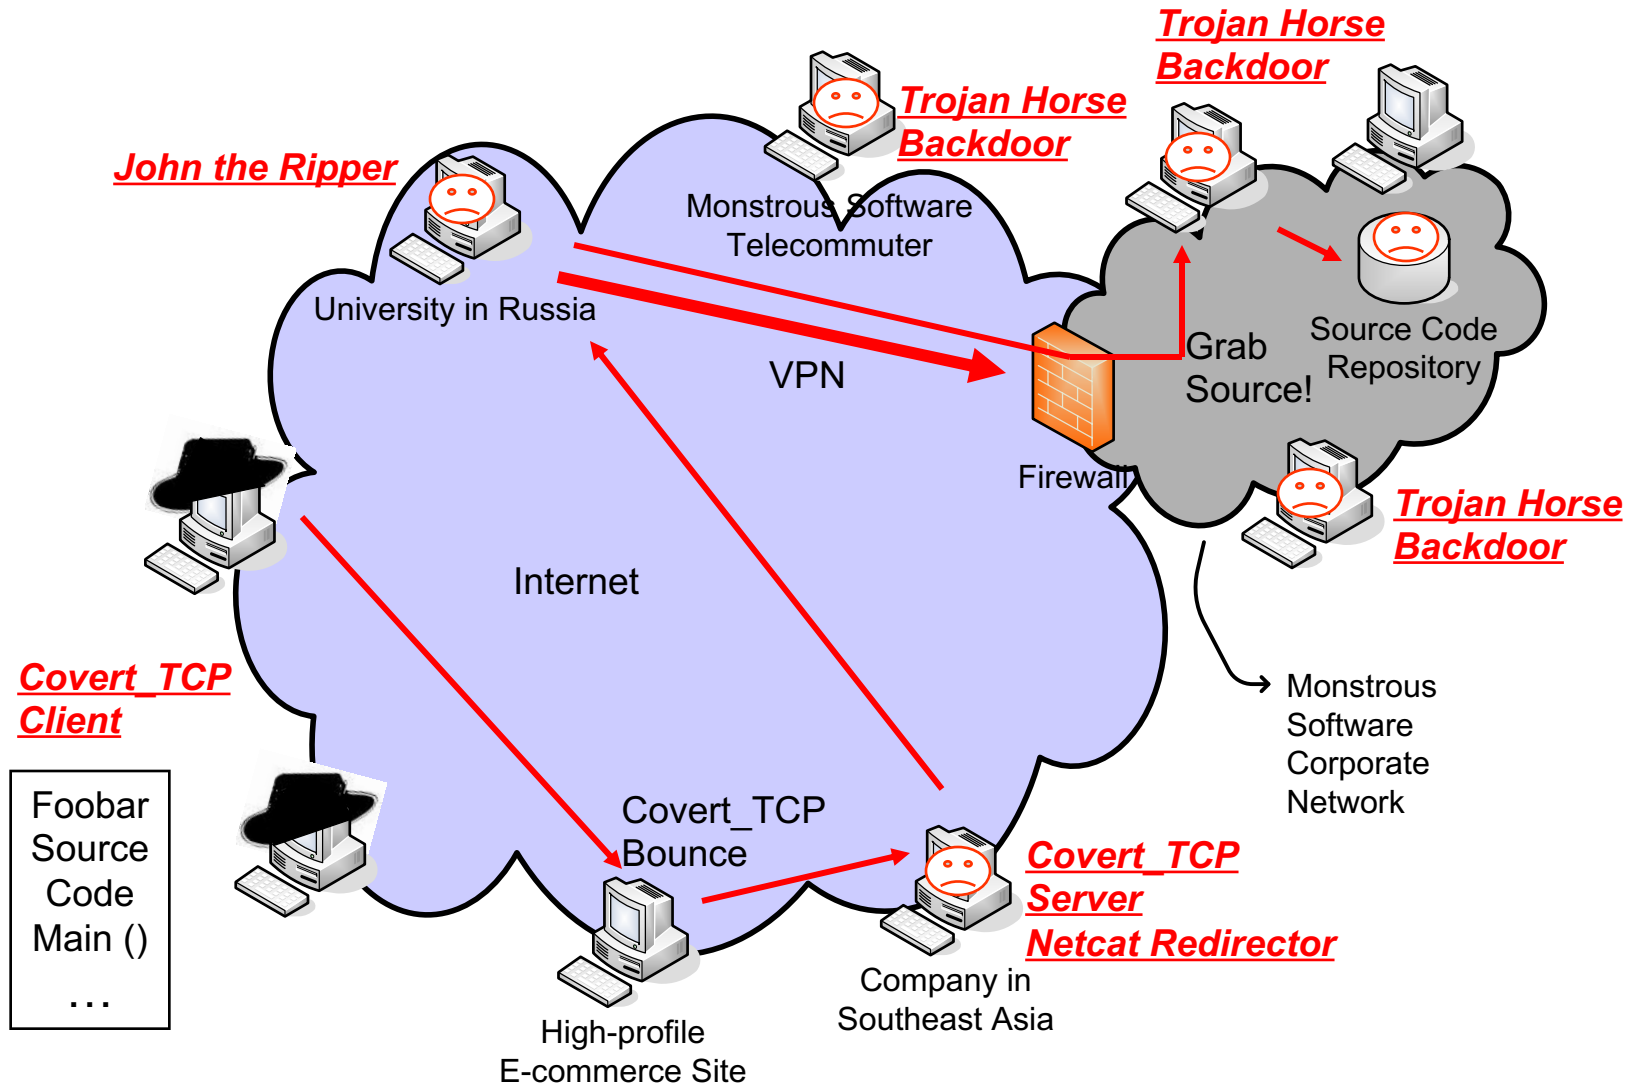 Trojan Horse
Backdoor
Trojan Horse
Backdoor
John the Ripper
Monstrous Software
Telecommuter
University in Russia
VPN
Grab
Source!
Source Code
Repository
Firewall
Trojan Horse
Backdoor
Internet
Covert_TCP
Client
Monstrous
Software
Corporate
Network
Foobar
Source
Code
Main ()
...
Covert_TCP
Bounce
Covert_TCP
Server
Netcat Redirector
Company in
Southeast Asia
High-profile
E-commerce Site